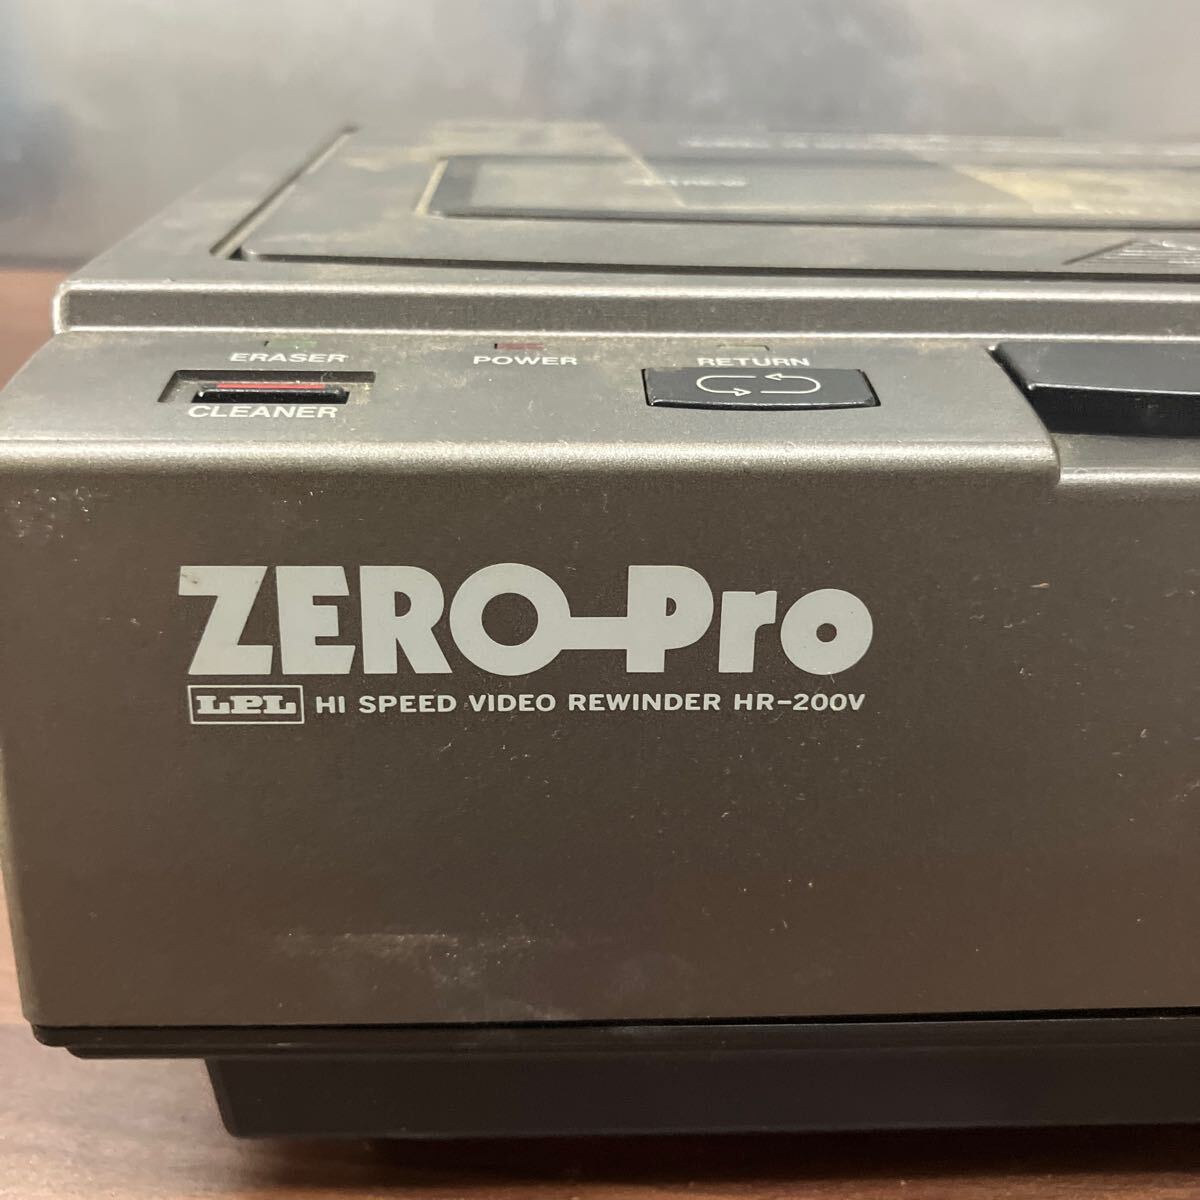 ERASER
POWER
RETURN
CLEANER
ZERO-Pro
LPL HI SPEED VIDEO REWINDER HR-200V